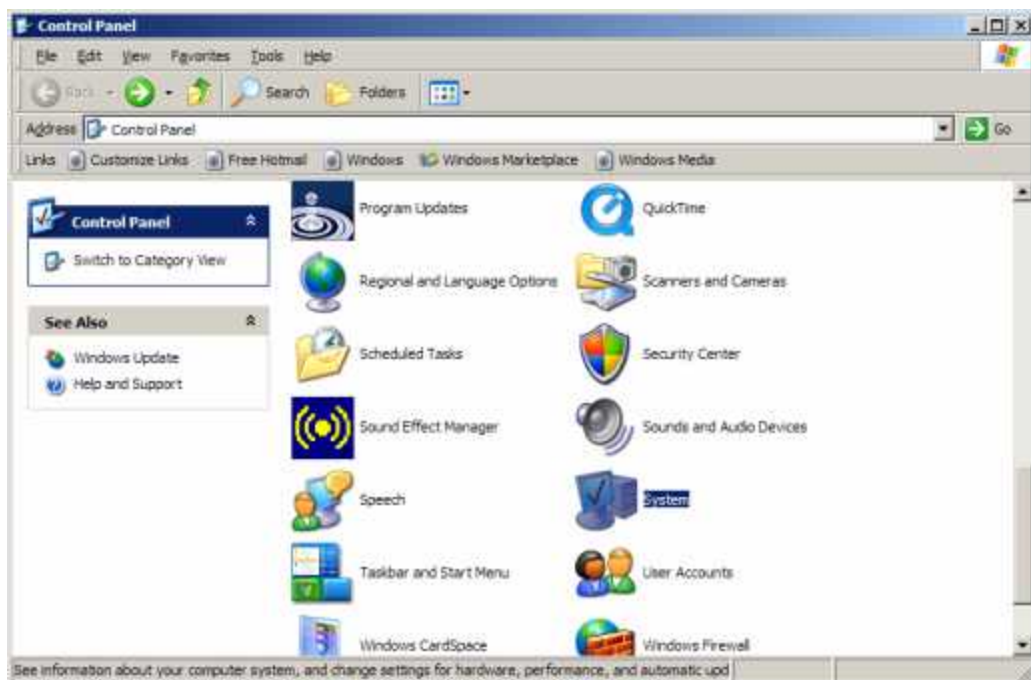 Control Panel
File Edit View Favorites Tools Help
Back Search Folders
Address Control Panel Go
Links Customize Links Free Hotmail Windows Windows Marketplace Windows Media
Control Panel
Switch to Category View
See Also
Windows Update
Help and Support
Program Updates QuickTime
Regional and Language Options Scanners and Cameras
Scheduled Tasks Security Center
Sound Effect Manager Sounds and Audio Devices
Speech System
Taskbar and Start Menu User Accounts
Windows CardSpace Windows Firewall
See information about your computer system, and change settings for hardware, performance, and automatic upd